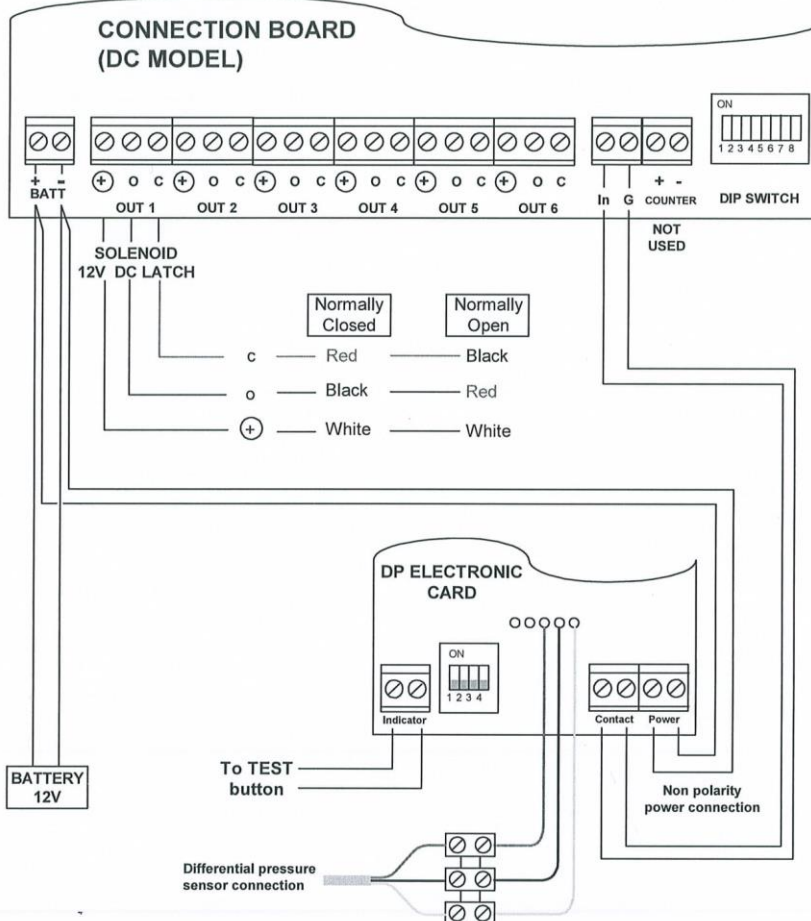 CONNECTION BOARD
(DC MODEL)
ON
1 2 3 4 5 6 7 8
DIP SWITCH
+ -
BATT
+ O C + O C + O C + O C + O C + O C
OUT 1 OUT 2 OUT 3 OUT 4 OUT 5 OUT 6
In G
+ -
COUNTER
NOT
USED
SOLENOID
12V DC LATCH
Normally
Closed
Normally
Open
C Red Black
O Black Red
+ White White
DP ELECTRONIC
CARD
ON
1 2 3 4
Indicator
Contact Power
BATTERY
12V
To TEST
button
Non polarity
power connection
Differential pressure
sensor connection